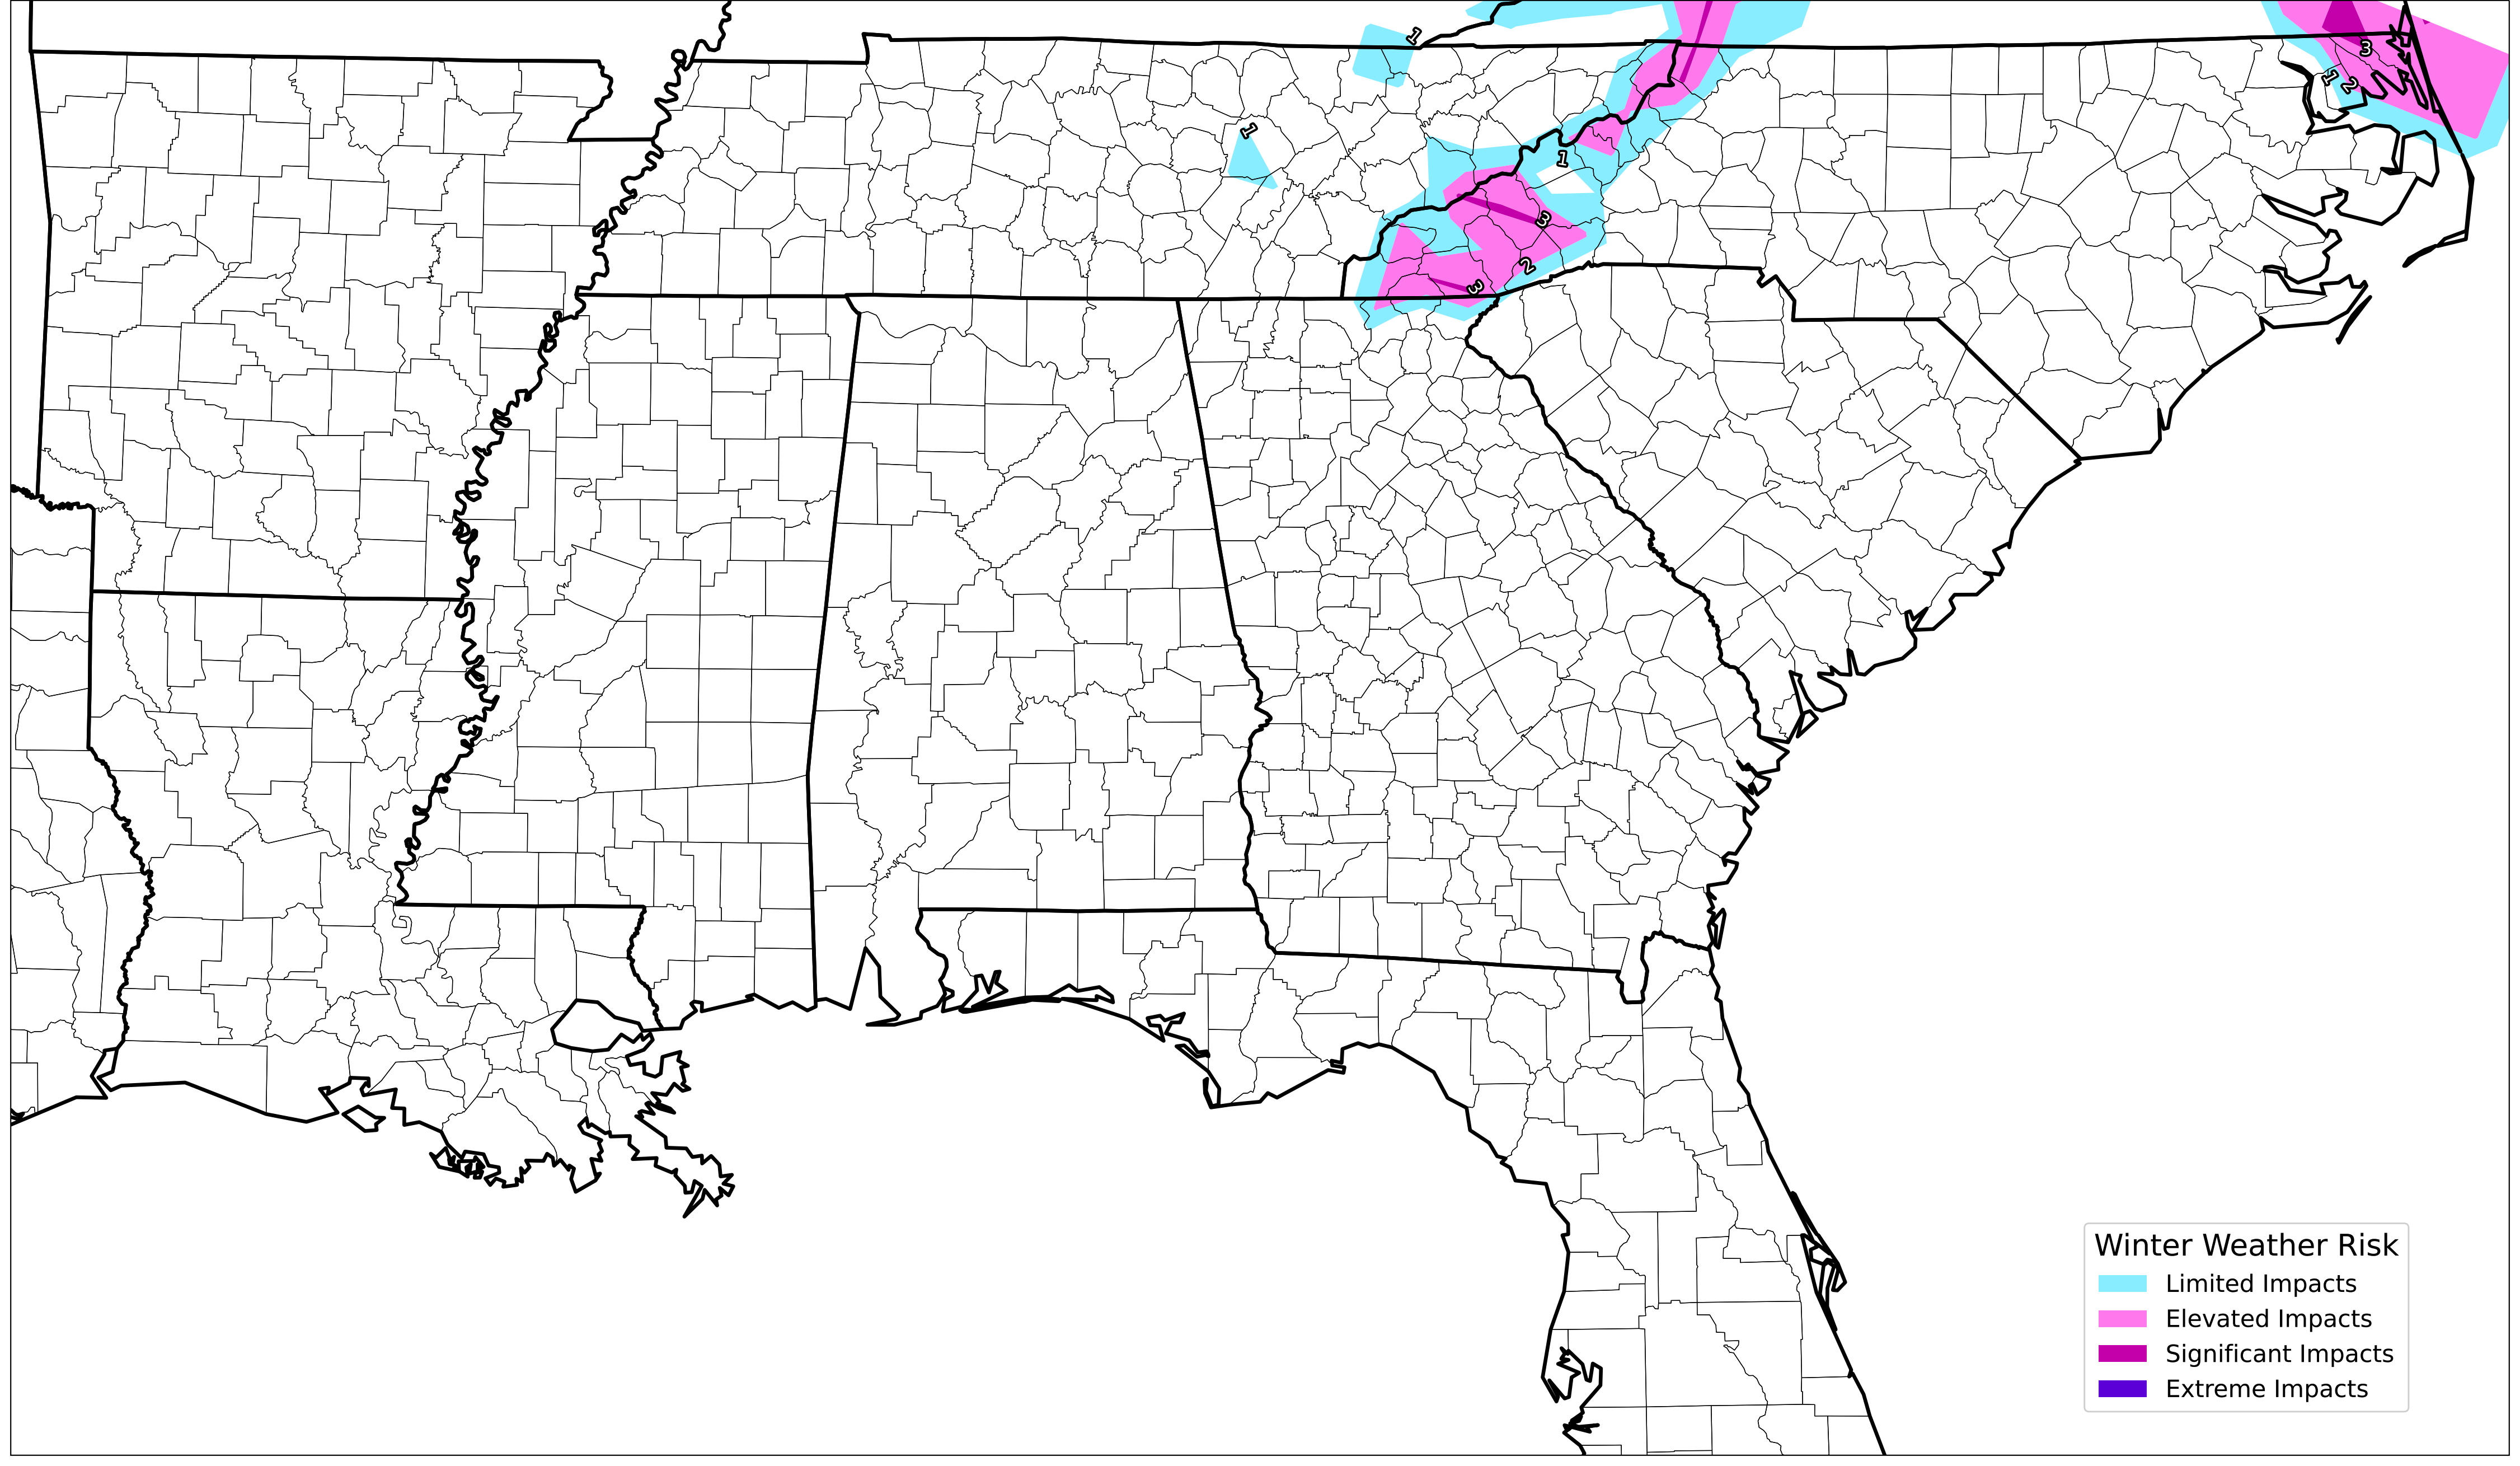 1
3
1
2
1
1
3
2
3
Winter Weather Risk
Limited Impacts
Elevated Impacts
Significant Impacts
Extreme Impacts